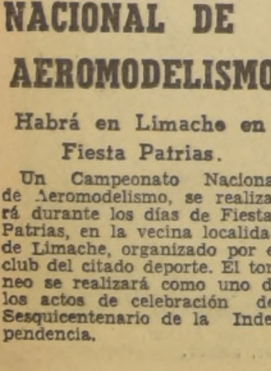 NACIONAL DE
AEROMODELISMO
Habrá en Limache en
Fiesta Patrias.
Un Campeonato Naciona
de Aeromodelismo, se realiza
rá durante los días de Fiesta
Patrias, en la vecina localida
de Limache, organizado por e
club del citado deporte. El tor
neo se realizará como uno d
los actos de celebración de
Sesquicentenario de la Inde
pendencia.